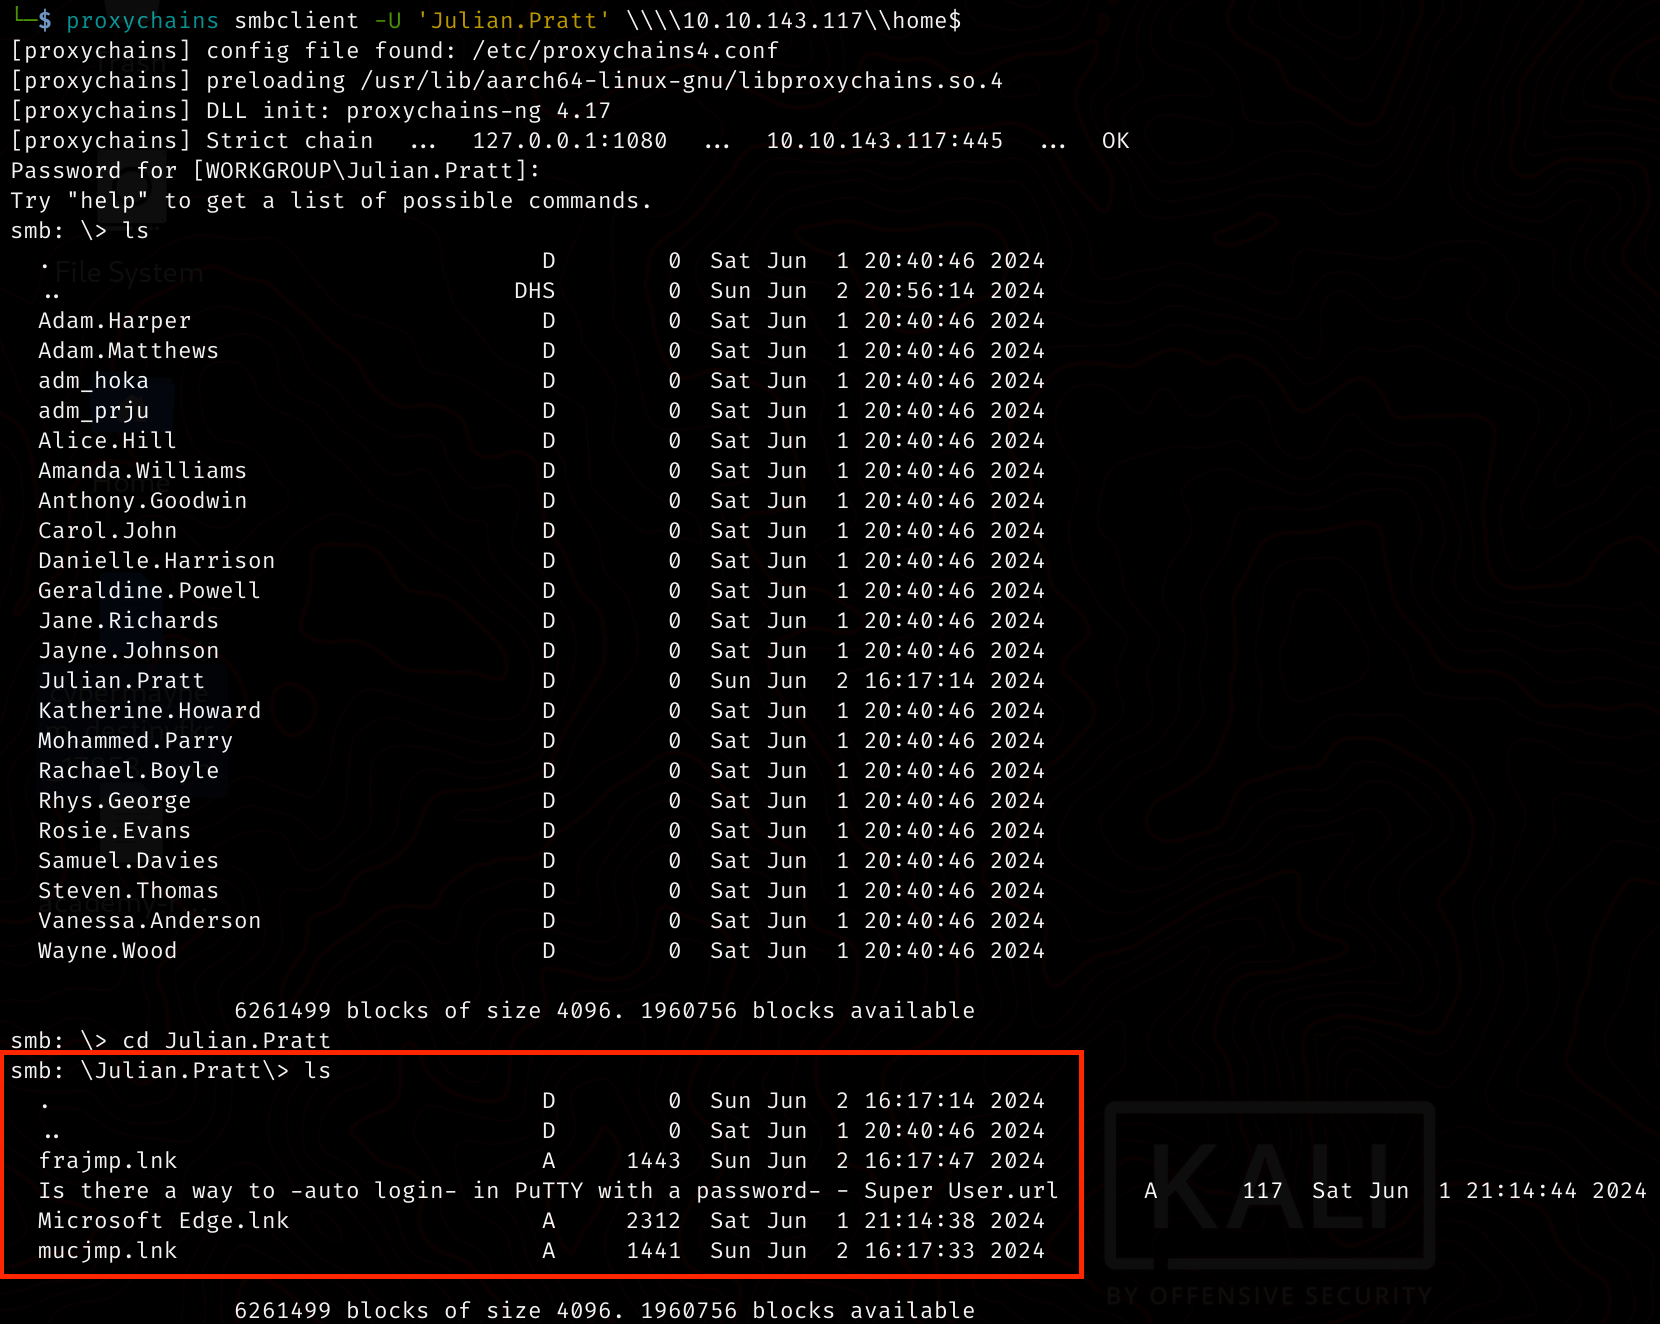 └─$ proxychains smbclient -U 'Julian.Pratt' \\\\10.10.143.117\\home$
[proxychains] config file found: /etc/proxychains4.conf
[proxychains] preloading /usr/lib/aarch64-linux-gnu/libproxychains.so.4
[proxychains] DLL init: proxychains-ng 4.17
[proxychains] Strict chain  ...  127.0.0.1:1080  ...  10.10.143.117:445  ...  OK
Password for [WORKGROUP\Julian.Pratt]:
Try "help" to get a list of possible commands.
smb: \> ls
  .                                   D        0  Sat Jun  1 20:40:46 2024
  ..                                DHS        0  Sun Jun  2 20:56:14 2024
  Adam.Harper                         D        0  Sat Jun  1 20:40:46 2024
  Adam.Matthews                       D        0  Sat Jun  1 20:40:46 2024
  adm_hoka                            D        0  Sat Jun  1 20:40:46 2024
  adm_prju                            D        0  Sat Jun  1 20:40:46 2024
  Alice.Hill                          D        0  Sat Jun  1 20:40:46 2024
  Amanda.Williams                     D        0  Sat Jun  1 20:40:46 2024
  Anthony.Goodwin                     D        0  Sat Jun  1 20:40:46 2024
  Carol.John                          D        0  Sat Jun  1 20:40:46 2024
  Danielle.Harrison                   D        0  Sat Jun  1 20:40:46 2024
  Geraldine.Powell                    D        0  Sat Jun  1 20:40:46 2024
  Jane.Richards                       D        0  Sat Jun  1 20:40:46 2024
  Jayne.Johnson                       D        0  Sat Jun  1 20:40:46 2024
  Julian.Pratt                        D        0  Sun Jun  2 16:17:14 2024
  Katherine.Howard                    D        0  Sat Jun  1 20:40:46 2024
  Mohammed.Parry                      D        0  Sat Jun  1 20:40:46 2024
  Rachael.Boyle                       D        0  Sat Jun  1 20:40:46 2024
  Rhys.George                         D        0  Sat Jun  1 20:40:46 2024
  Rosie.Evans                         D        0  Sat Jun  1 20:40:46 2024
  Samuel.Davies                       D        0  Sat Jun  1 20:40:46 2024
  Steven.Thomas                       D        0  Sat Jun  1 20:40:46 2024
  Vanessa.Anderson                    D        0  Sat Jun  1 20:40:46 2024
  Wayne.Wood                          D        0  Sat Jun  1 20:40:46 2024
                6261499 blocks of size 4096. 1960756 blocks available
smb: \> cd Julian.Pratt
smb: \Julian.Pratt\> ls
  .                                   D        0  Sun Jun  2 16:17:14 2024
  ..                                  D        0  Sat Jun  1 20:40:46 2024
  frajmp.lnk                          A     1443  Sun Jun  2 16:17:47 2024
  Is there a way to -auto login- in PuTTY with a password- - Super User.url      A      117  Sat Jun  1 21:14:44 2024
  Microsoft Edge.lnk                  A     2312  Sat Jun  1 21:14:38 2024
  mucjmp.lnk                          A     1441  Sun Jun  2 16:17:33 2024
                6261499 blocks of size 4096. 1960756 blocks available
File System
Home
KALI
BY OFFENSIVE SECURITY